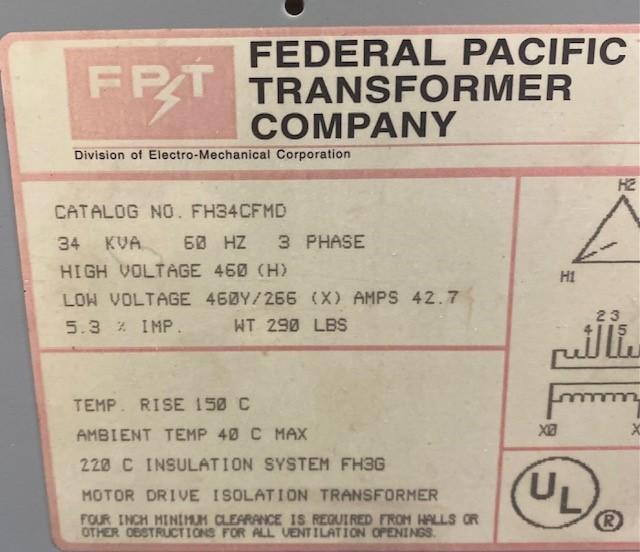 FPT
FEDERAL PACIFIC
TRANSFORMER
COMPANY
Division of Electro-Mechanical Corporation
CATALOG NO. FH34CFMD
34 KVA 60 HZ 3 PHASE
HIGH VOLTAGE 460 (H)
LOW VOLTAGE 460Y/266 (X) AMPS 42.7
5.3 % IMP. WT 290 LBS
H2
H1
2 3
4 5
X0 X
TEMP. RISE 150 C
AMBIENT TEMP 40 C MAX
220 C INSULATION SYSTEM FH3G
MOTOR DRIVE ISOLATION TRANSFORMER
FOUR INCH MINIMUM CLEARANCE IS REQUIRED FROM WALLS OR
OTHER OBSTRUCTIONS FOR ALL VENTILATION OPENINGS.
UL ®